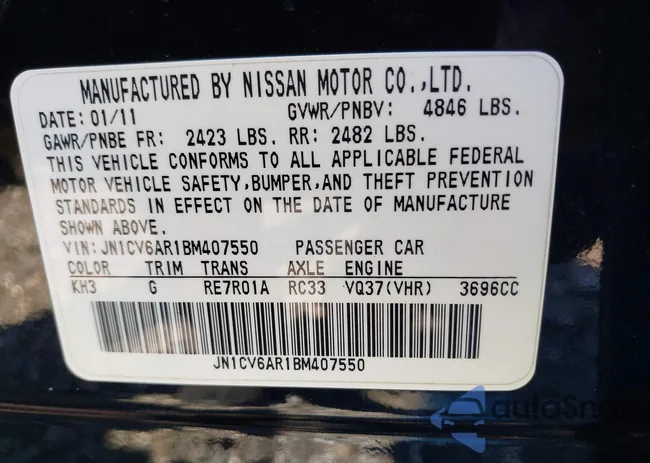 MANUFACTURED BY NISSAN MOTOR CO.,LTD.
DATE: 01/11 GVWR/PNBV: 4846 LBS.
GAWR/PNBE FR: 2423 LBS. RR: 2482 LBS.
THIS VEHICLE CONFORMS TO ALL APPLICABLE FEDERAL
MOTOR VEHICLE SAFETY,BUMPER,AND THEFT PREVENTION
STANDARDS IN EFFECT ON THE DATE OF MANUFACTURE
SHOWN ABOVE.
VIN:JN1CV6AR1BM407550 PASSENGER CAR
COLOR TRIM TRANS AXLE ENGINE
KH3 G RE7R01A RC33 VQ37(VHR) 3696CC
JN1CV6AR1BM407550